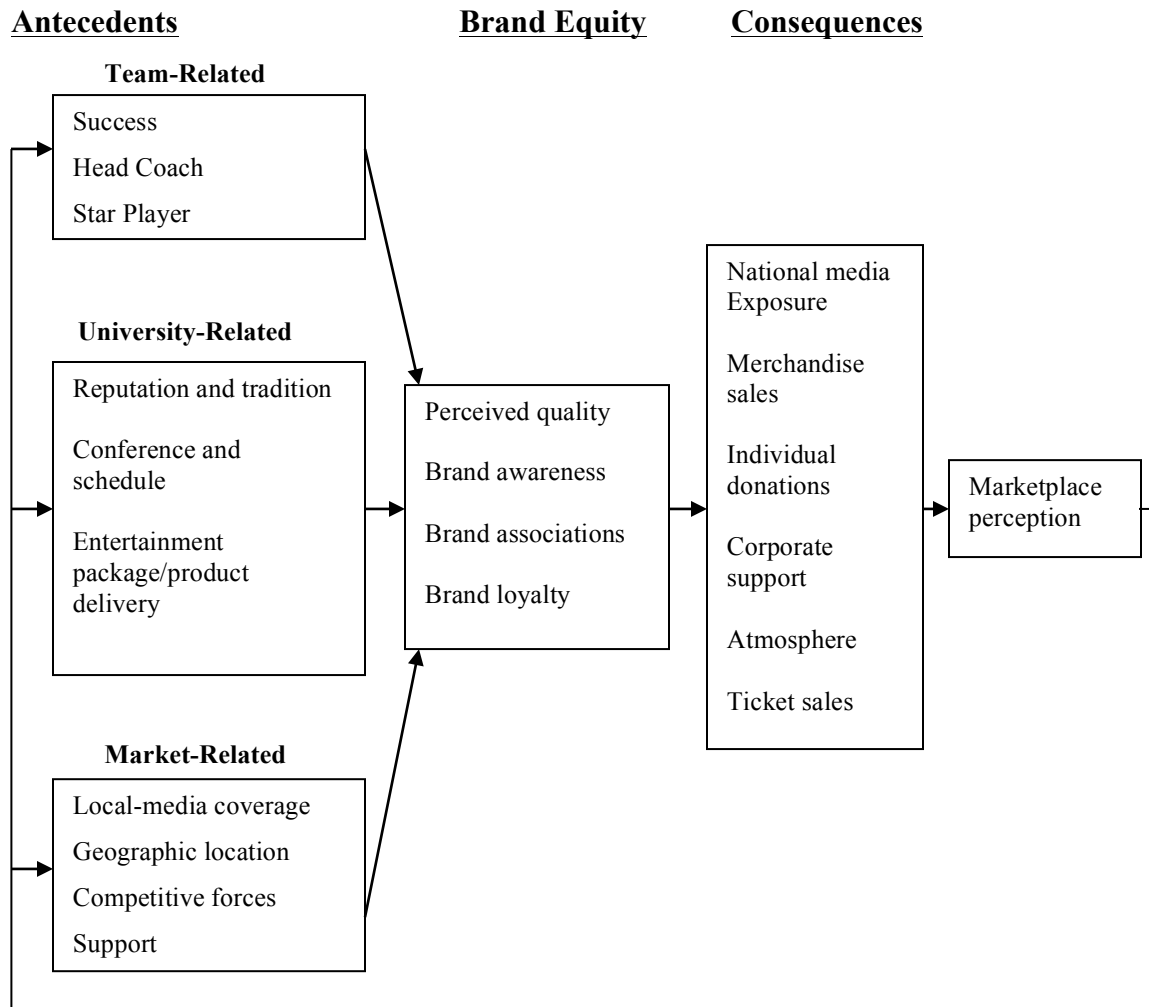 Antecedents
Brand Equity
Consequences
Team-Related
Success
Head Coach
Star Player
University-Related
Reputation and tradition
Conference and
schedule
Entertainment
package/product
delivery
Market-Related
Local-media coverage
Geographic location
Competitive forces
Support
Perceived quality
Brand awareness
Brand associations
Brand loyalty
National media
Exposure
Merchandise
sales
Individual
donations
Corporate
support
Atmosphere
Ticket sales
Marketplace
perception